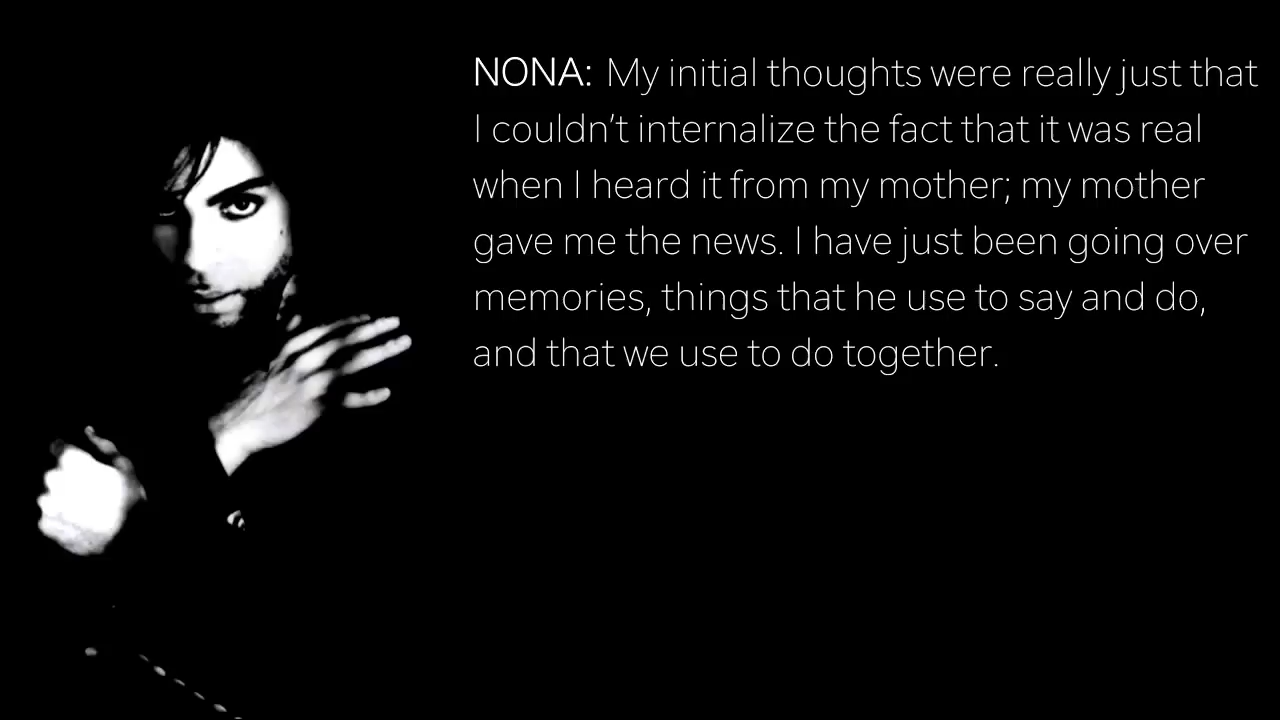 NONA: My initial thoughts were really just that
I couldn’t internalize the fact that it was real
when I heard it from my mother; my mother
gave me the news. I have just been going over
memories, things that he use to say and do,
and that we use to do together.